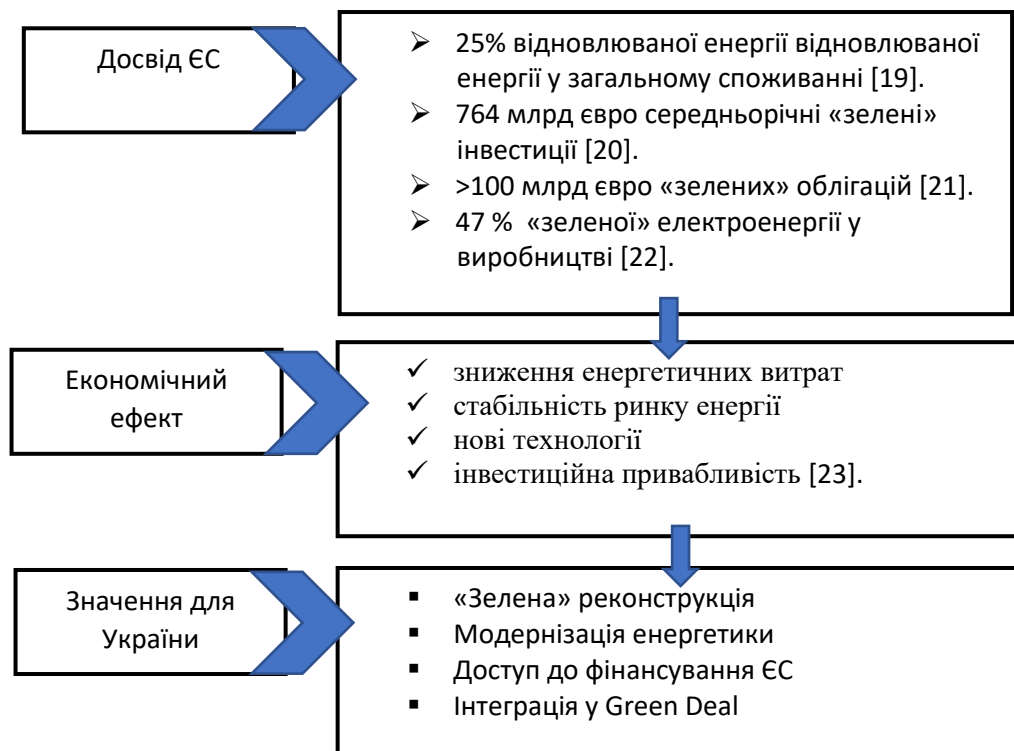 Досвід ЄС
➢ 25% відновлюваної енергії відновлюваної
енергії у загальному споживанні [19].
➢ 764 млрд євро середньорічні «зелені»
інвестиції [20].
➢ >100 млрд євро «зелених» облігацій [21].
➢ 47 % «зеленої» електроенергії у
виробництві [22].
Економічний
ефект
✓ зниження енергетичних витрат
✓ стабільність ринку енергії
✓ нові технології
✓ інвестиційна привабливість [23].
Значення для
України
▪ «Зелена» реконструкція
▪ Модернізація енергетики
▪ Доступ до фінансування ЄС
▪ Інтеграція у Green Deal